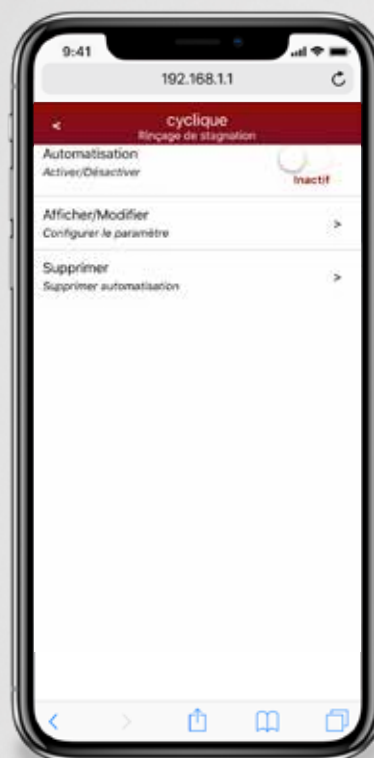 9:41
192.168.1.1
< cyclique
Rinçage de stagnation
Automatisation
Activer/Désactiver
Inactif
Afficher/Modifier
Configurer le paramètre
>
Supprimer
Supprimer automatisation
>